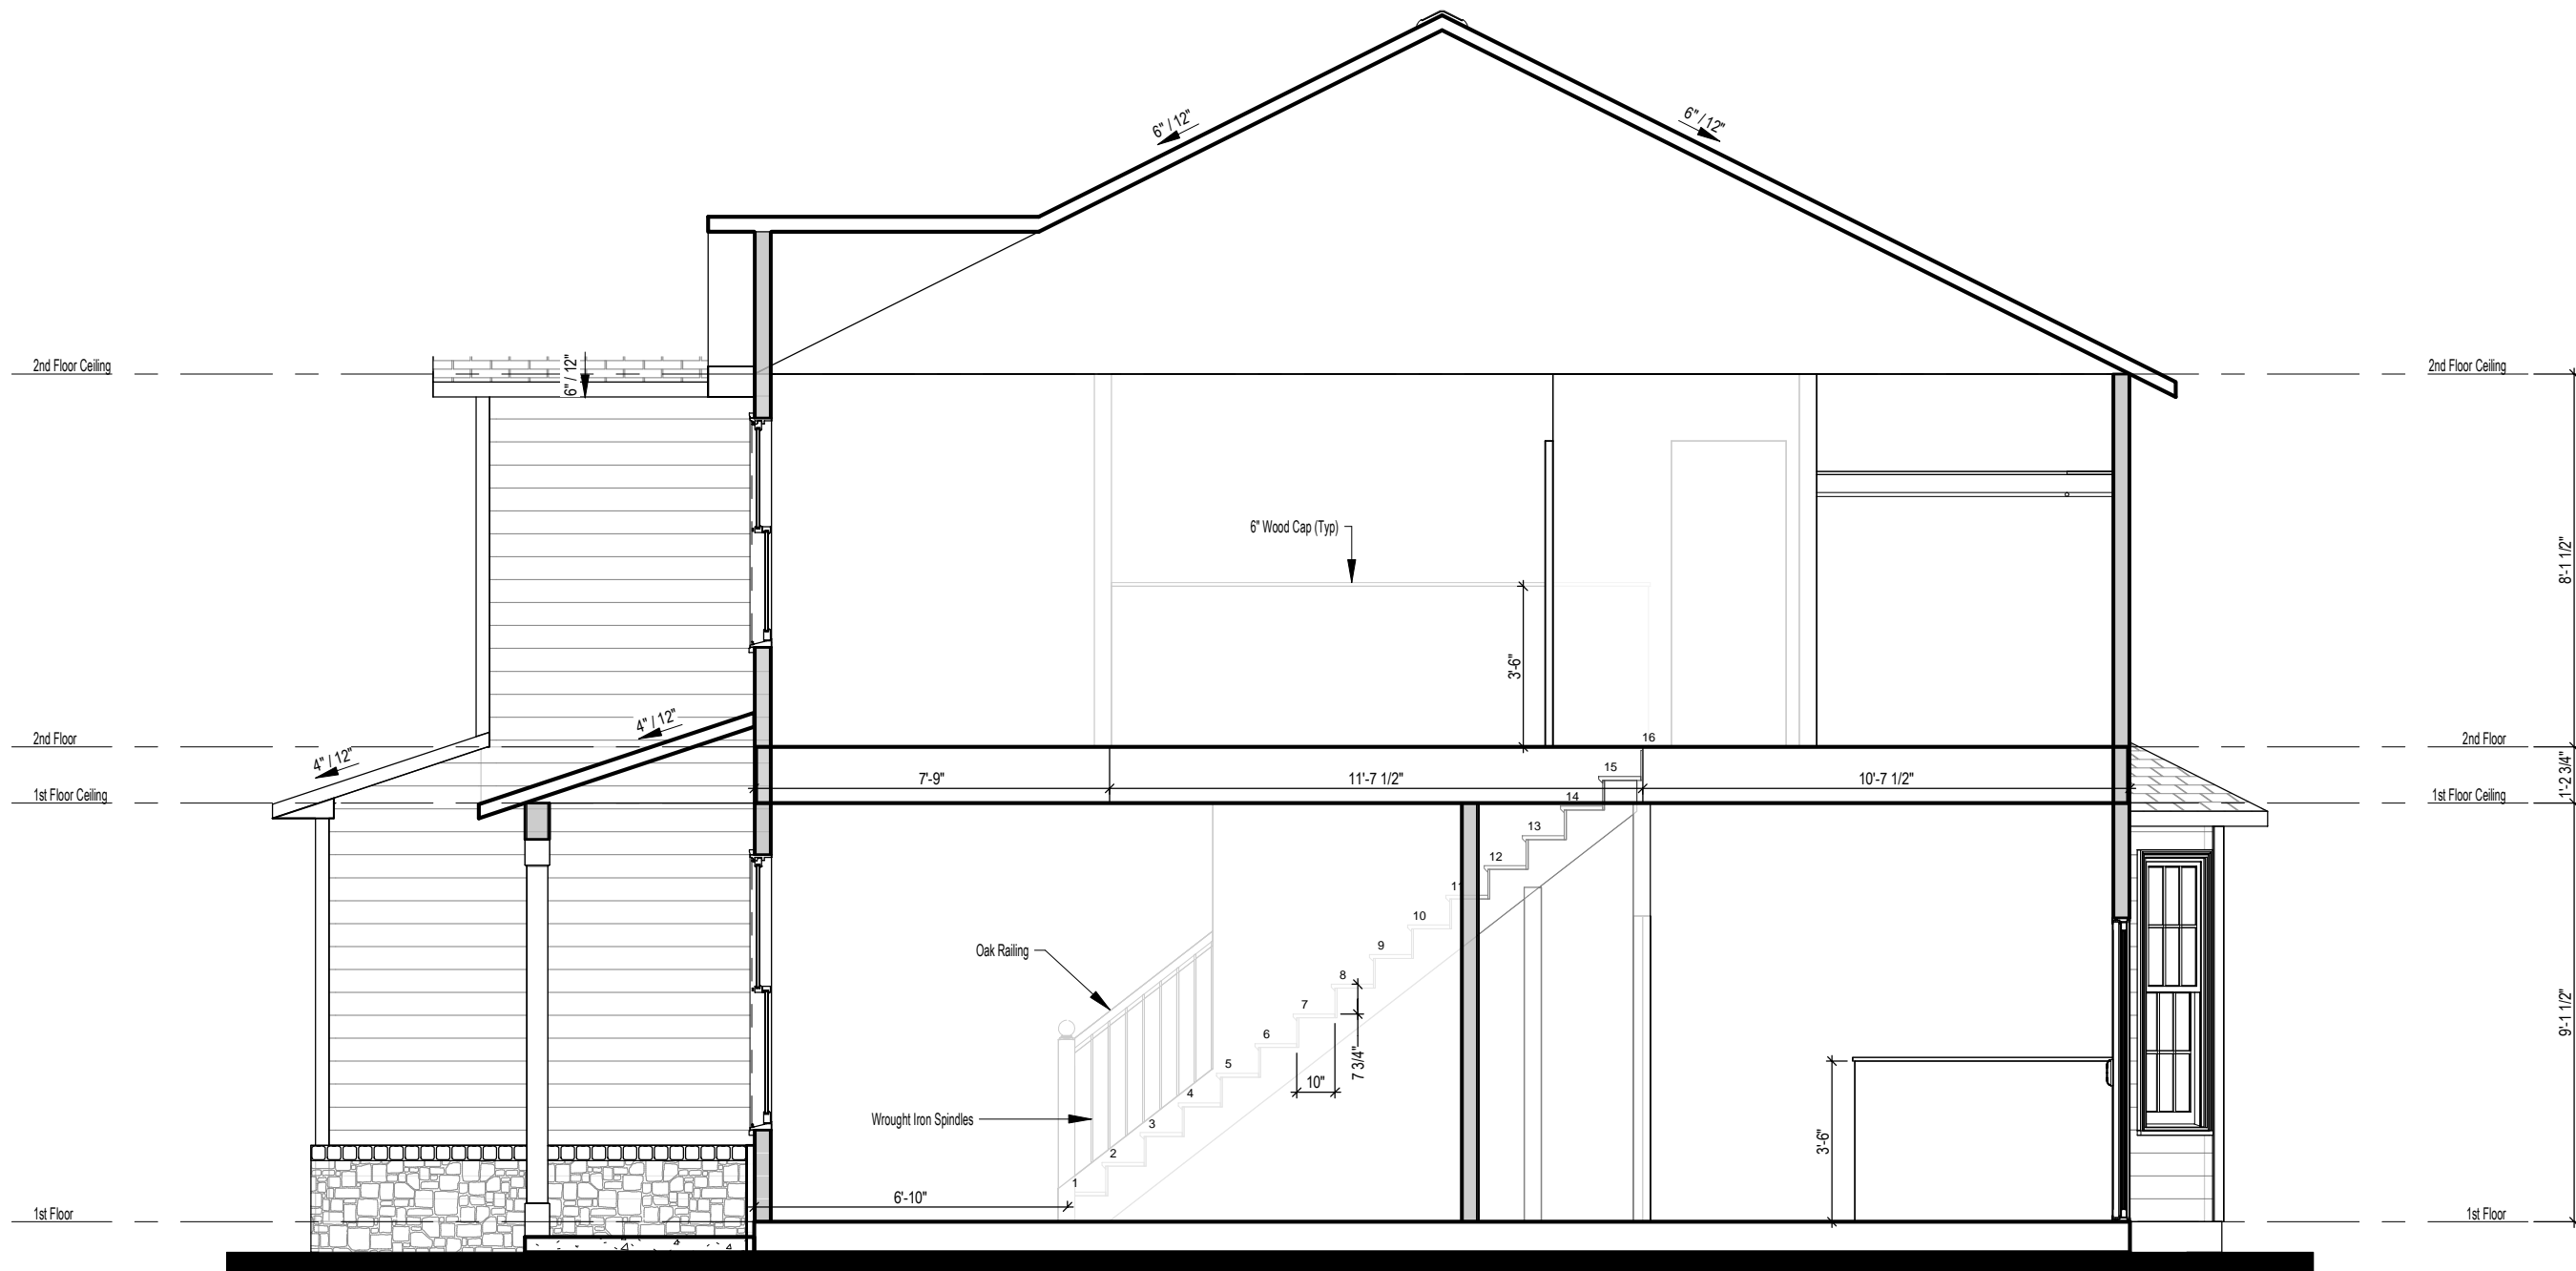 6" / 12"
6" / 12"
2nd Floor Ceiling
6" / 12"
2nd Floor Ceiling
6" Wood Cap (Typ)
8'-1 1/2"
3'-6"
4" / 12"
4" / 12"
2nd Floor
16
2nd Floor
7'-9"
11'-7 1/2"
15
10'-7 1/2"
1'-2 3/4"
1st Floor Ceiling
14
1st Floor Ceiling
13
12
11
10
9
Oak Railing
8
7
9'-1 1/2"
6
7 3/4"
5
10"
4
Wrought Iron Spindles
3
3'-6"
2
1
6'-10"
1st Floor
1st Floor